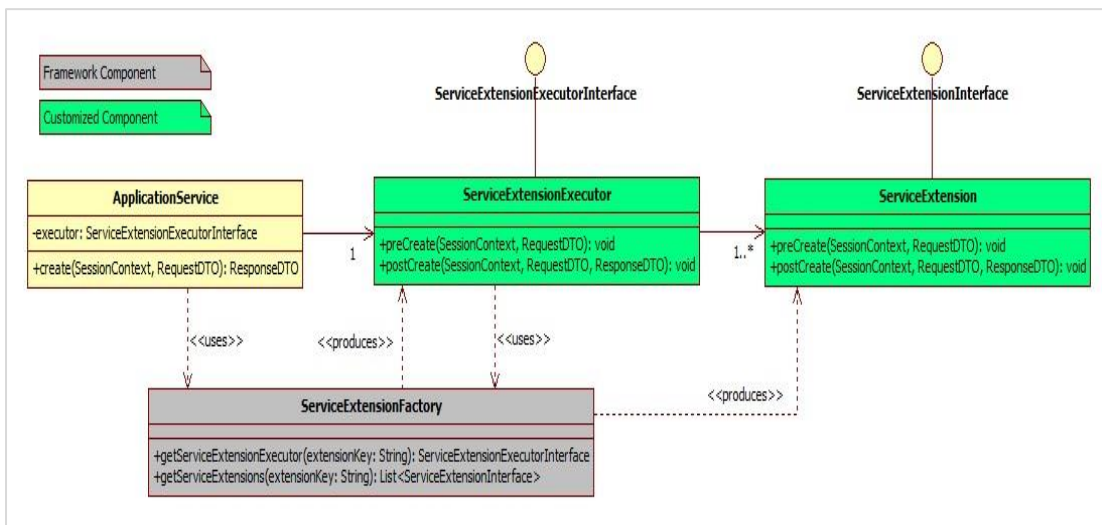 Framework Component
Customized Component
ServiceExtensionExecutorInterface
ServiceExtensionInterface
ApplicationService
-executor: ServiceExtensionExecutorInterface
+create(SessionContext, RequestDTO): ResponseDTO
1
ServiceExtensionExecutor
+preCreate(SessionContext, RequestDTO): void
+postCreate(SessionContext, RequestDTO, ResponseDTO): void
1..*
ServiceExtension
+preCreate(SessionContext, RequestDTO): void
+postCreate(SessionContext, RequestDTO, ResponseDTO): void
<<uses>>
<<produces>>
<<uses>>
<<produces>>
ServiceExtensionFactory
+getServiceExtensionExecutor(extensionKey: String): ServiceExtensionExecutorInterface
+getServiceExtensions(extensionKey: String): List<ServiceExtensionInterface>